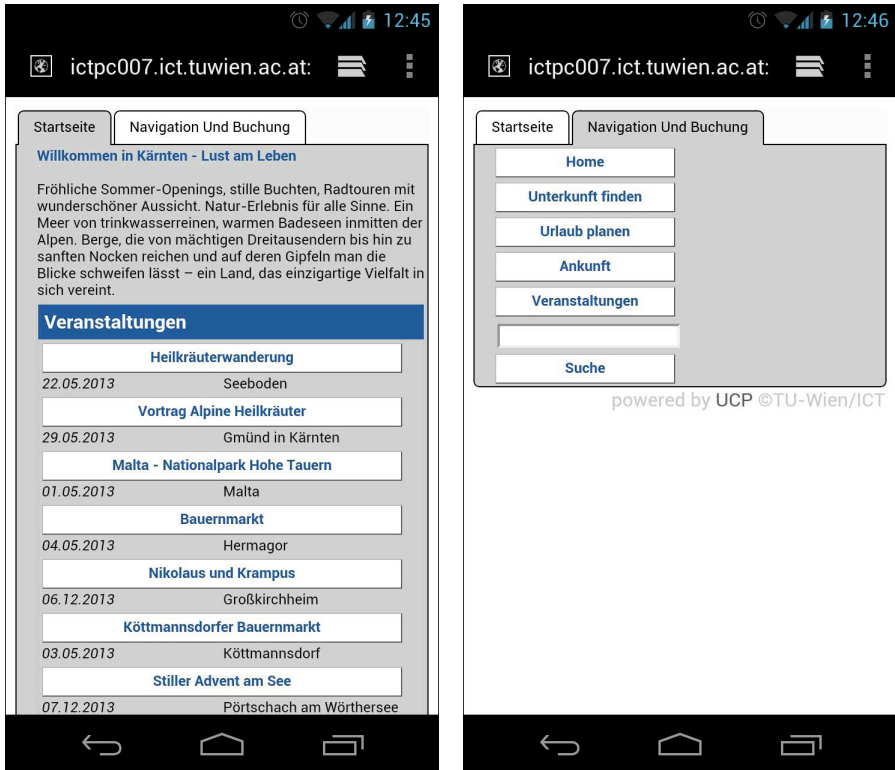 12:45
ictpc007.ict.tuwien.ac.at:
Startseite
Navigation Und Buchung
Willkommen in Kärnten - Lust am Leben
Fröhliche Sommer-Openings, stille Buchten, Radtouren mit
wunderschöner Aussicht. Natur-Erlebnis für alle Sinne. Ein
Meer von trinkwasserreinen, warmen Badeseen inmitten der
Alpen. Berge, die von mächtigen Dreitausendern bis hin zu
sanften Nocken reichen und auf deren Gipfeln man die
Blicke schweifen lässt – ein Land, das einzigartige Vielfalt in
sich vereint.
Veranstaltungen
Heilkräuterwanderung
22.05.2013 Seeboden
Vortrag Alpine Heilkräuter
29.05.2013 Gmünd in Kärnten
Malta - Nationalpark Hohe Tauern
01.05.2013 Malta
Bauernmarkt
04.05.2013 Hermagor
Nikolaus und Krampus
06.12.2013 Großkirchheim
Köttmannsdorfer Bauernmarkt
03.05.2013 Köttmannsdorf
Stiller Advent am See
07.12.2013 Pörtschach am Wörthersee
12:46
ictpc007.ict.tuwien.ac.at:
Startseite
Navigation Und Buchung
Home
Unterkunft finden
Urlaub planen
Ankunft
Veranstaltungen
Suche
powered by UCP ©TU-Wien/ICT